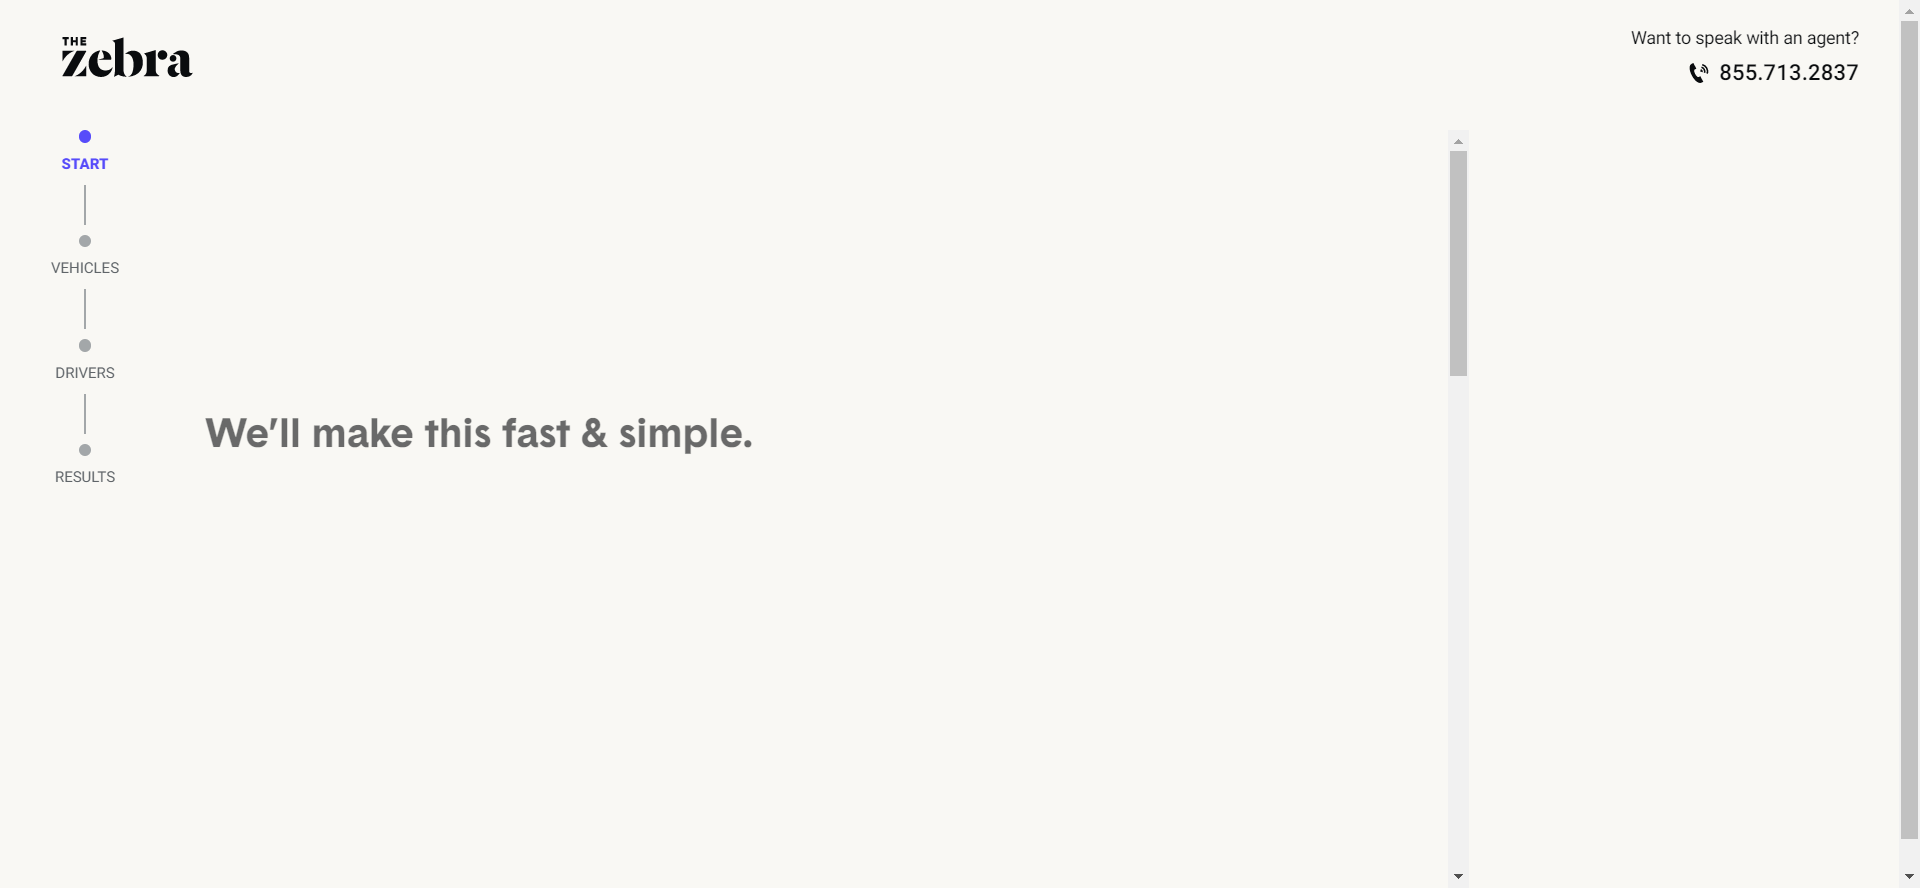 THE
zebra
Want to speak with an agent?
855.713.2837
START
VEHICLES
DRIVERS
RESULTS
We'll make this fast & simple.